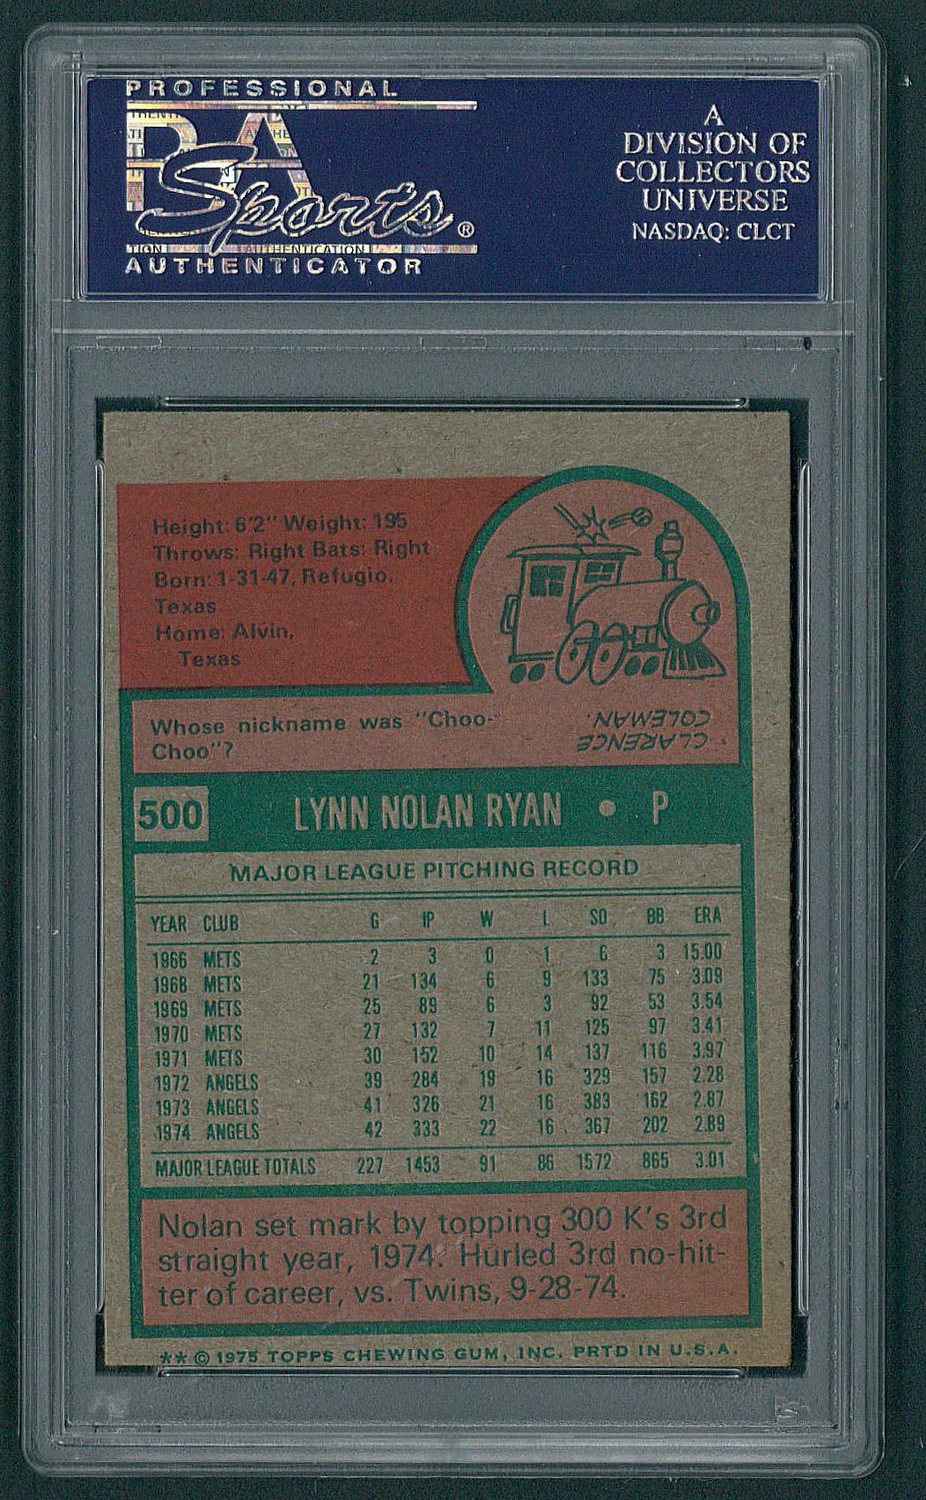 PROFESSIONAL
PSA
Sports®
AUTHENTICATION
AUTHENTICATOR
A
DIVISION OF
COLLECTORS
UNIVERSE
NASDAQ: CLCT
Height: 6'2" Weight: 195
Throws: Right Bats: Right
Born: 1-31-47, Refugio,
Texas
Home: Alvin,
Texas
Whose nickname was "Choo-
Choo"?
CLARENCE
COLEMAN.
500 LYNN NOLAN RYAN • P
MAJOR LEAGUE PITCHING RECORD
YEAR CLUB G IP W L SO BB ERA
1966 METS 2 3 0 1 6 3 15.00
1968 METS 21 134 6 9 133 75 3.09
1969 METS 25 89 6 3 92 53 3.54
1970 METS 27 132 7 11 125 97 3.41
1971 METS 30 152 10 14 137 116 3.97
1972 ANGELS 39 284 19 16 329 157 2.28
1973 ANGELS 41 326 21 16 383 162 2.87
1974 ANGELS 42 333 22 16 367 202 2.89
MAJOR LEAGUE TOTALS 227 1453 91 86 1572 865 3.01
Nolan set mark by topping 300 K's 3rd
straight year, 1974. Hurled 3rd no-hit-
ter of career, vs. Twins, 9-28-74.
** © 1975 TOPPS CHEWING GUM, INC. PRTD IN U.S.A.